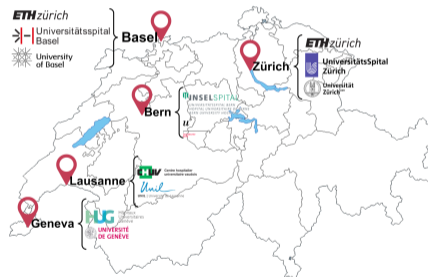 ETH zürich
Universitätsspital
Basel
University
of Basel
Basel
Zürich
ETH zürich
UniversitätsSpital
Zürich
Universität
Zürich
Bern
INSELSPITAL
Lausanne
Unil
Geneva
HUG
UNIVERSITÉ
DE GENÈVE